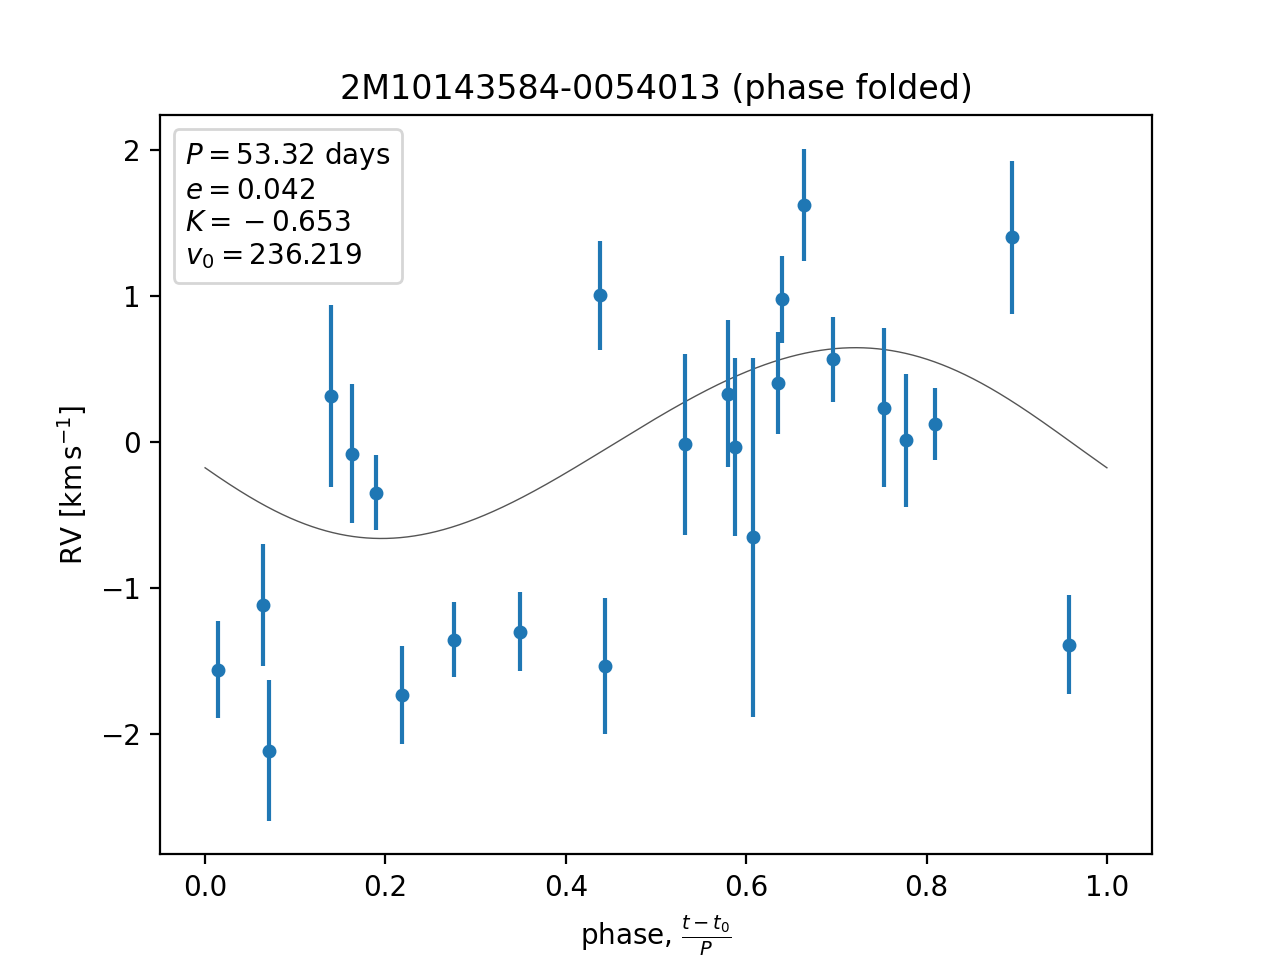 2M10143584-0054013 (phase folded)
P = 53.32 days
e = 0.042
K = −0.653
v₀ = 236.219
2
1
0
−1
−2
RV [km s⁻¹]
0.0 0.2 0.4 0.6 0.8 1.0
phase, (t − t₀)/P